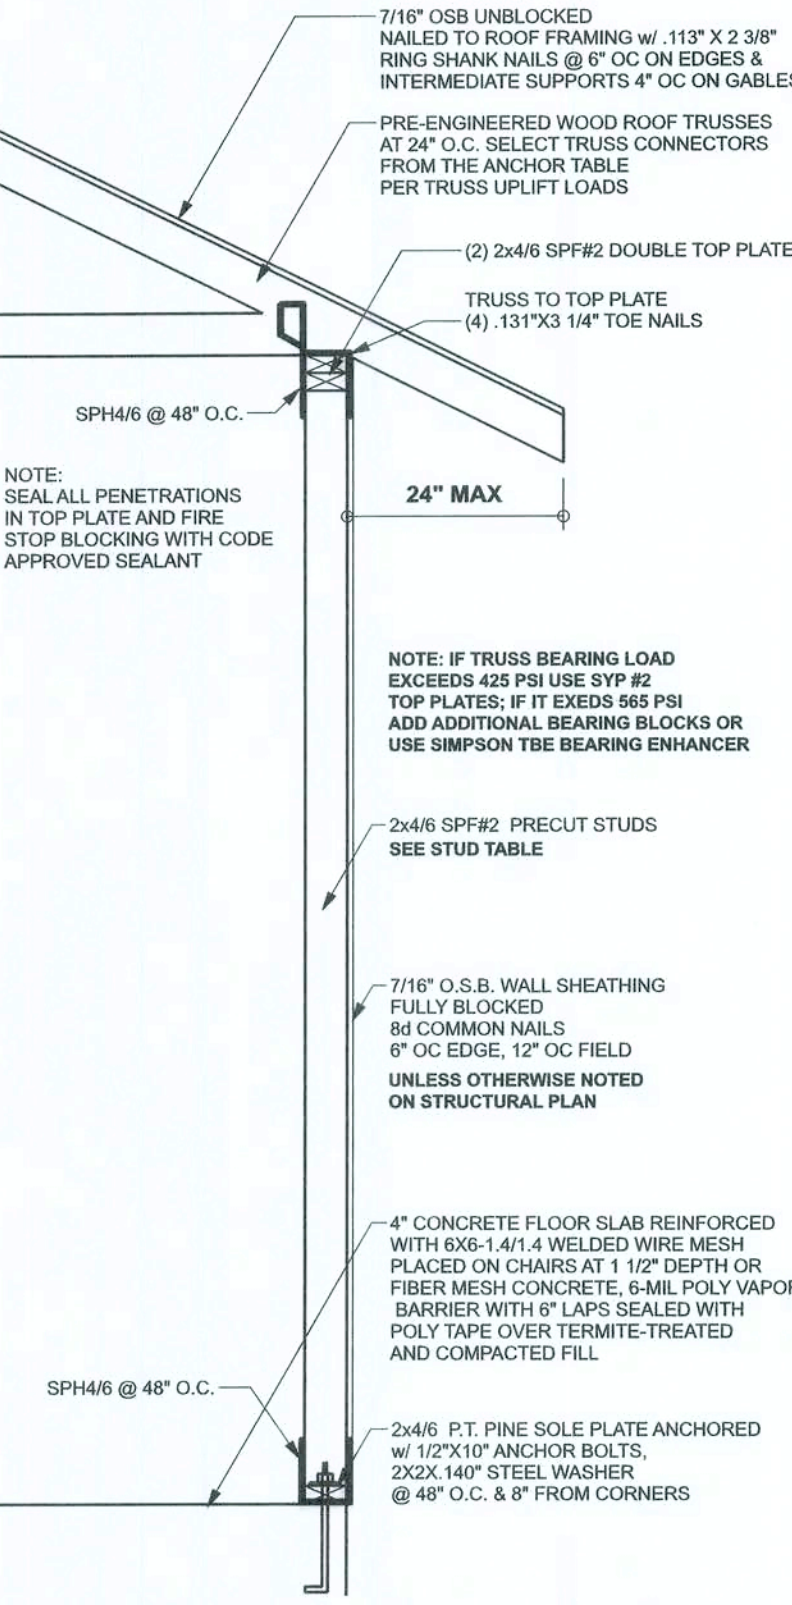 7/16" OSB UNBLOCKED
NAILED TO ROOF FRAMING w/ .113" X 2 3/8"
RING SHANK NAILS @ 6" OC ON EDGES &
INTERMEDIATE SUPPORTS 4" OC ON GABLES
PRE-ENGINEERED WOOD ROOF TRUSSES
AT 24" O.C. SELECT TRUSS CONNECTORS
FROM THE ANCHOR TABLE
PER TRUSS UPLIFT LOADS
(2) 2x4/6 SPF#2 DOUBLE TOP PLATE
TRUSS TO TOP PLATE
(4) .131"X3 1/4" TOE NAILS
SPH4/6 @ 48" O.C.
NOTE:
SEAL ALL PENETRATIONS
IN TOP PLATE AND FIRE
STOP BLOCKING WITH CODE
APPROVED SEALANT
24" MAX
NOTE: IF TRUSS BEARING LOAD
EXCEEDS 425 PSI USE SYP #2
TOP PLATES; IF IT EXEDS 565 PSI
ADD ADDITIONAL BEARING BLOCKS OR
USE SIMPSON TBE BEARING ENHANCER
2x4/6 SPF#2 PRECUT STUDS
SEE STUD TABLE
7/16" O.S.B. WALL SHEATHING
FULLY BLOCKED
8d COMMON NAILS
6" OC EDGE, 12" OC FIELD
UNLESS OTHERWISE NOTED
ON STRUCTURAL PLAN
4" CONCRETE FLOOR SLAB REINFORCED
WITH 6X6-1.4/1.4 WELDED WIRE MESH
PLACED ON CHAIRS AT 1 1/2" DEPTH OR
FIBER MESH CONCRETE, 6-MIL POLY VAPOR
BARRIER WITH 6" LAPS SEALED WITH
POLY TAPE OVER TERMITE-TREATED
AND COMPACTED FILL
SPH4/6 @ 48" O.C.
2x4/6 P.T. PINE SOLE PLATE ANCHORED
w/ 1/2"X10" ANCHOR BOLTS,
2X2X.140" STEEL WASHER
@ 48" O.C. & 8" FROM CORNERS